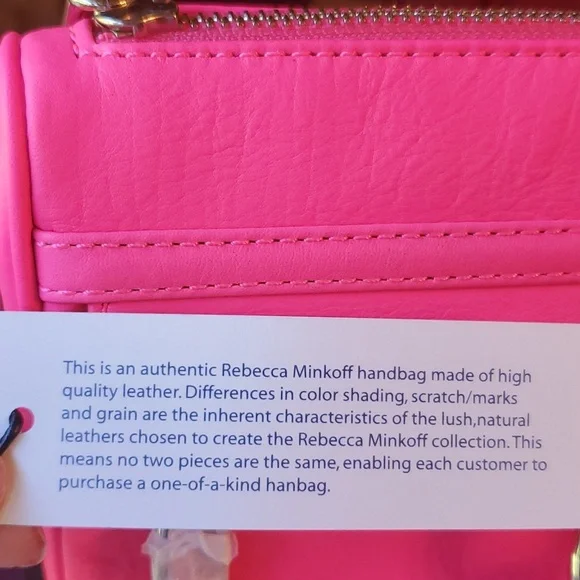 This is an authentic Rebecca Minkoff handbag made of high
quality leather. Differences in color shading, scratch/marks
and grain are the inherent characteristics of the lush,natural
leathers chosen to create the Rebecca Minkoff collection. This
means no two pieces are the same, enabling each customer to
purchase a one-of-a-kind hanbag.